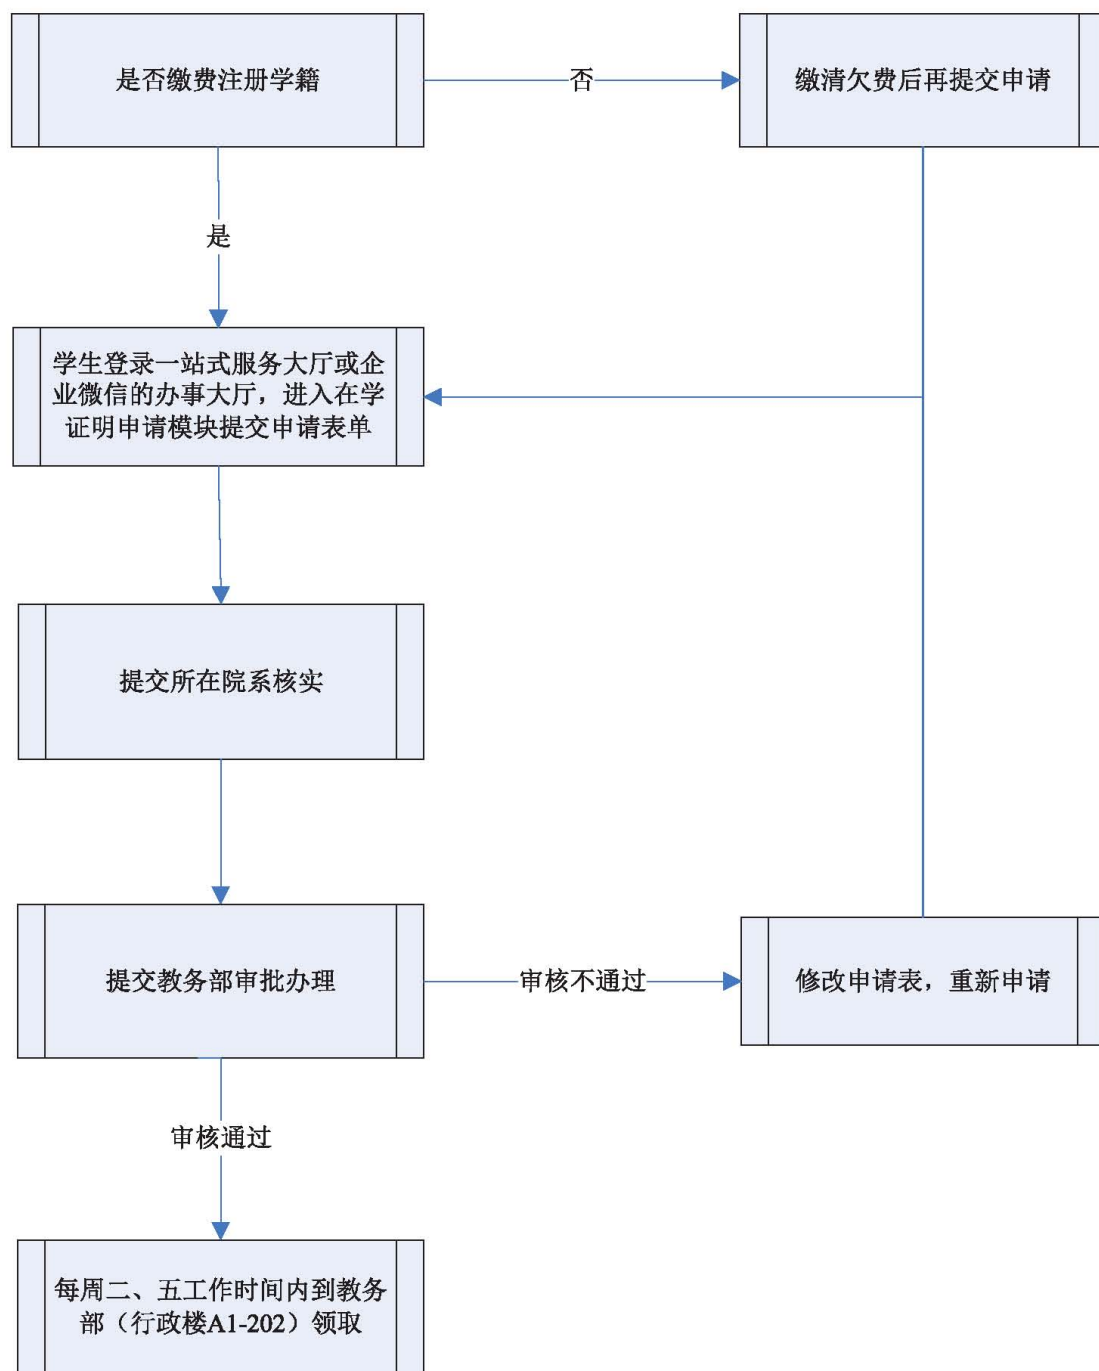 是否缴费注册学籍
否
缴清欠费后再提交申请
是
学生登录一站式服务大厅或企
业微信的办事大厅，进入在学
证明申请模块提交申请表单
提交所在院系核实
提交教务部审批办理
审核不通过
修改申请表，重新申请
审核通过
每周二、五工作时间内到教务
部（行政楼A1-202）领取